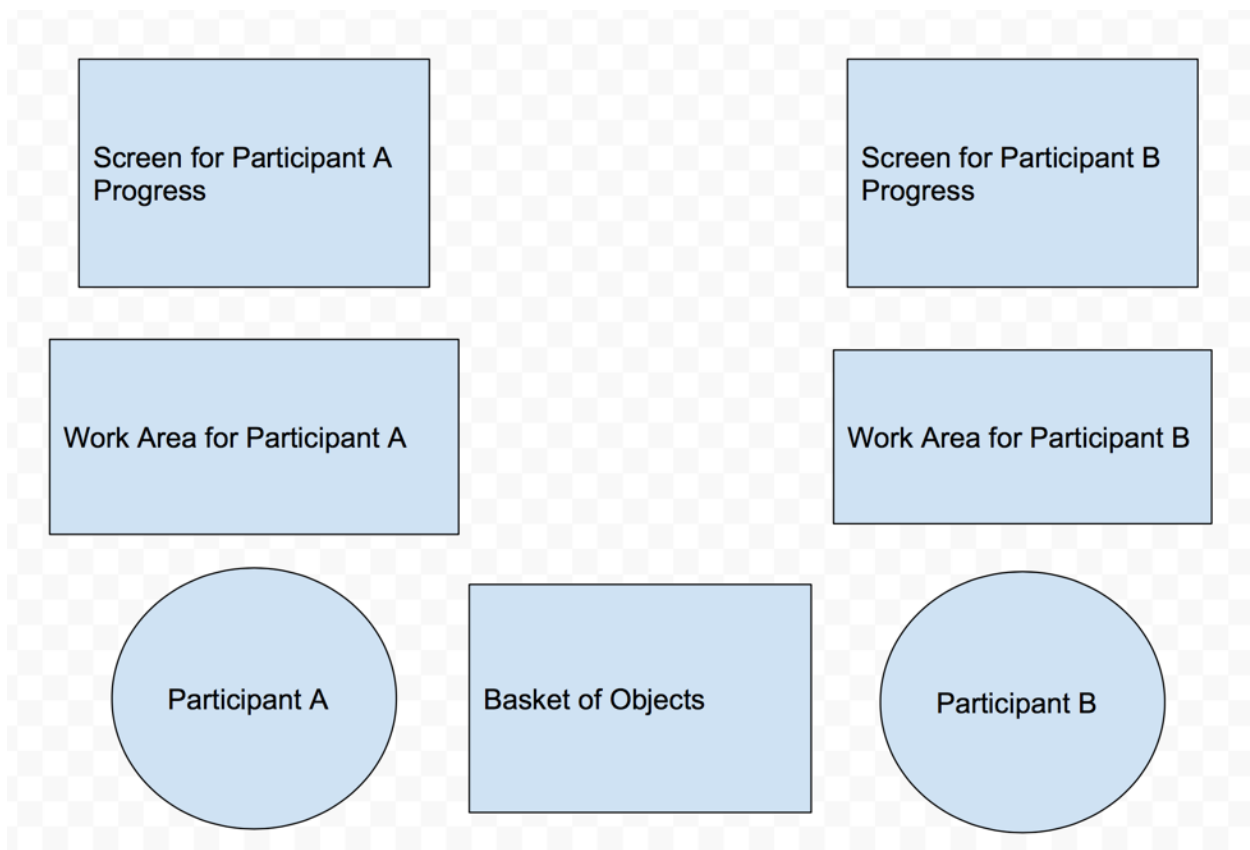 Screen for Participant A
Progress
Screen for Participant B
Progress
Work Area for Participant A
Work Area for Participant B
Participant A
Basket of Objects
Participant B